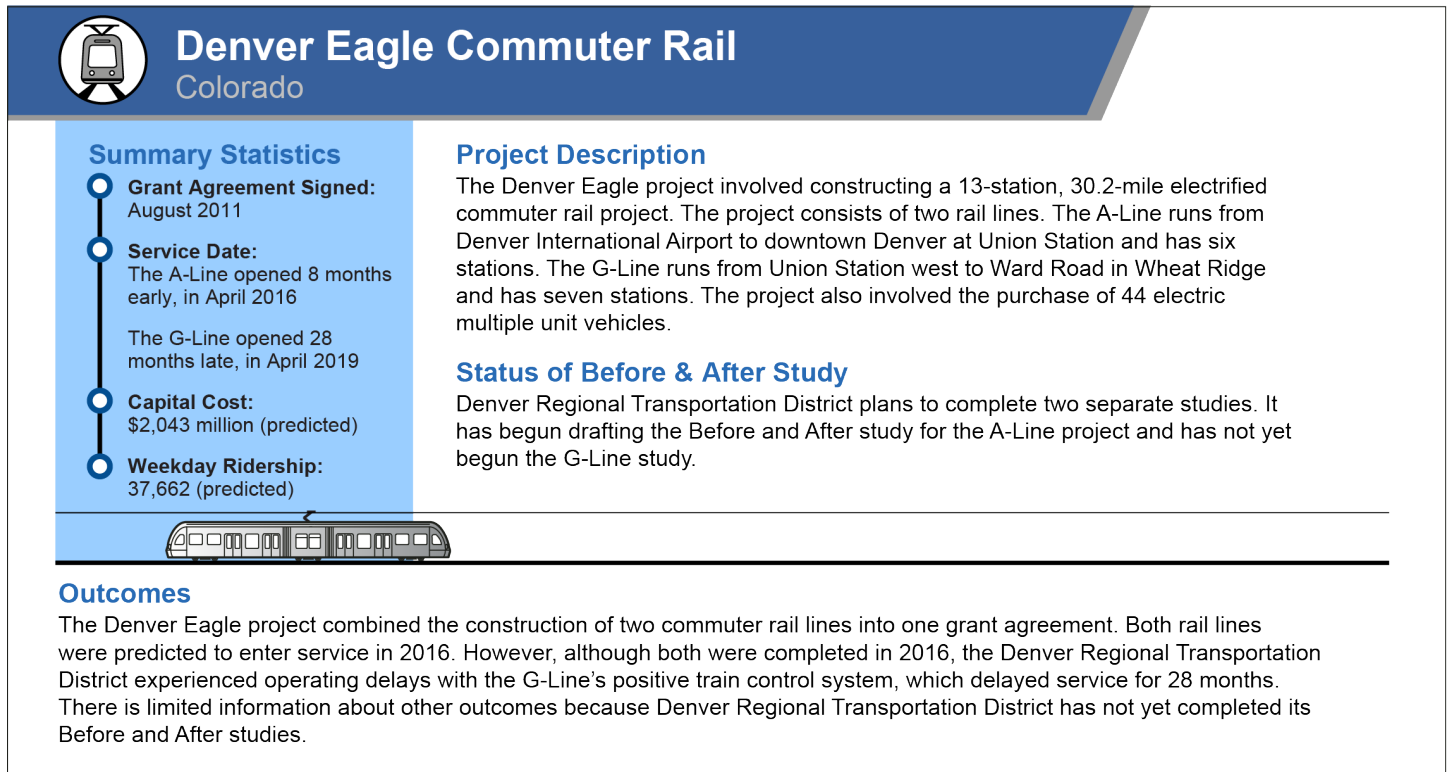 Denver Eagle Commuter Rail
Colorado
Summary Statistics
Grant Agreement Signed:
August 2011
Service Date:
The A-Line opened 8 months
early, in April 2016
The G-Line opened 28
months late, in April 2019
Capital Cost:
$2,043 million (predicted)
Weekday Ridership:
37,662 (predicted)
Project Description
The Denver Eagle project involved constructing a 13-station, 30.2-mile electrified
commuter rail project. The project consists of two rail lines. The A-Line runs from
Denver International Airport to downtown Denver at Union Station and has six
stations. The G-Line runs from Union Station west to Ward Road in Wheat Ridge
and has seven stations. The project also involved the purchase of 44 electric
multiple unit vehicles.
Status of Before & After Study
Denver Regional Transportation District plans to complete two separate studies. It
has begun drafting the Before and After study for the A-Line project and has not yet
begun the G-Line study.
Outcomes
The Denver Eagle project combined the construction of two commuter rail lines into one grant agreement. Both rail lines
were predicted to enter service in 2016. However, although both were completed in 2016, the Denver Regional Transportation
District experienced operating delays with the G-Line's positive train control system, which delayed service for 28 months.
There is limited information about other outcomes because Denver Regional Transportation District has not yet completed its
Before and After studies.